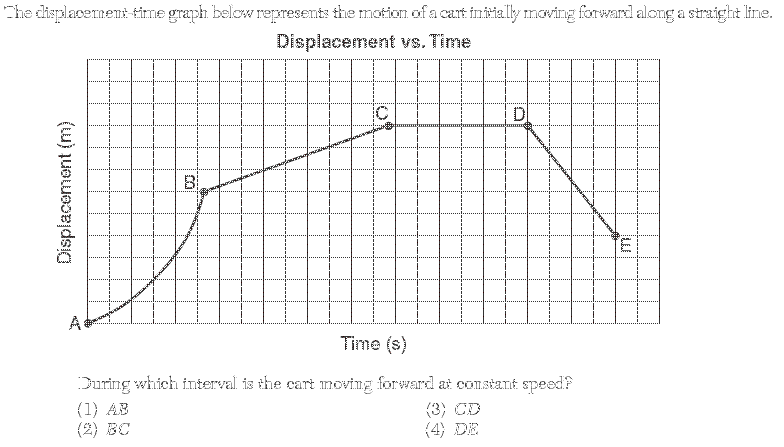 The displacement-time graph below represents the motion of a cart initially moving forward along a straight line.
Displacement vs. Time
Displacement (m)
A
B
C
D
E
Time (s)
During which interval is the cart moving forward at constant speed?
(1) AB
(2) BC
(3) CD
(4) DE